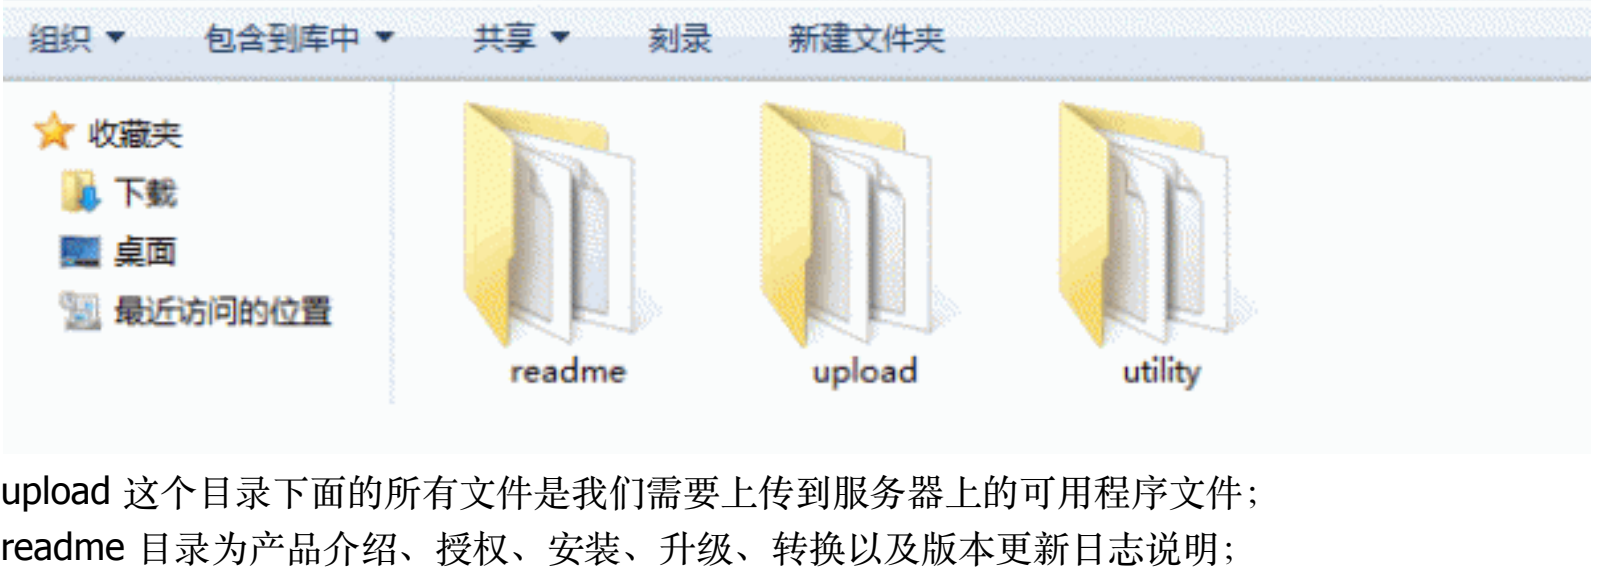 组织 包含到库中 共享 刻录 新建文件夹
收藏夹
下载
桌面
最近访问的位置
readme upload utility
upload 这个目录下面的所有文件是我们需要上传到服务器上的可用程序文件；
readme 目录为产品介绍、授权、安装、升级、转换以及版本更新日志说明；